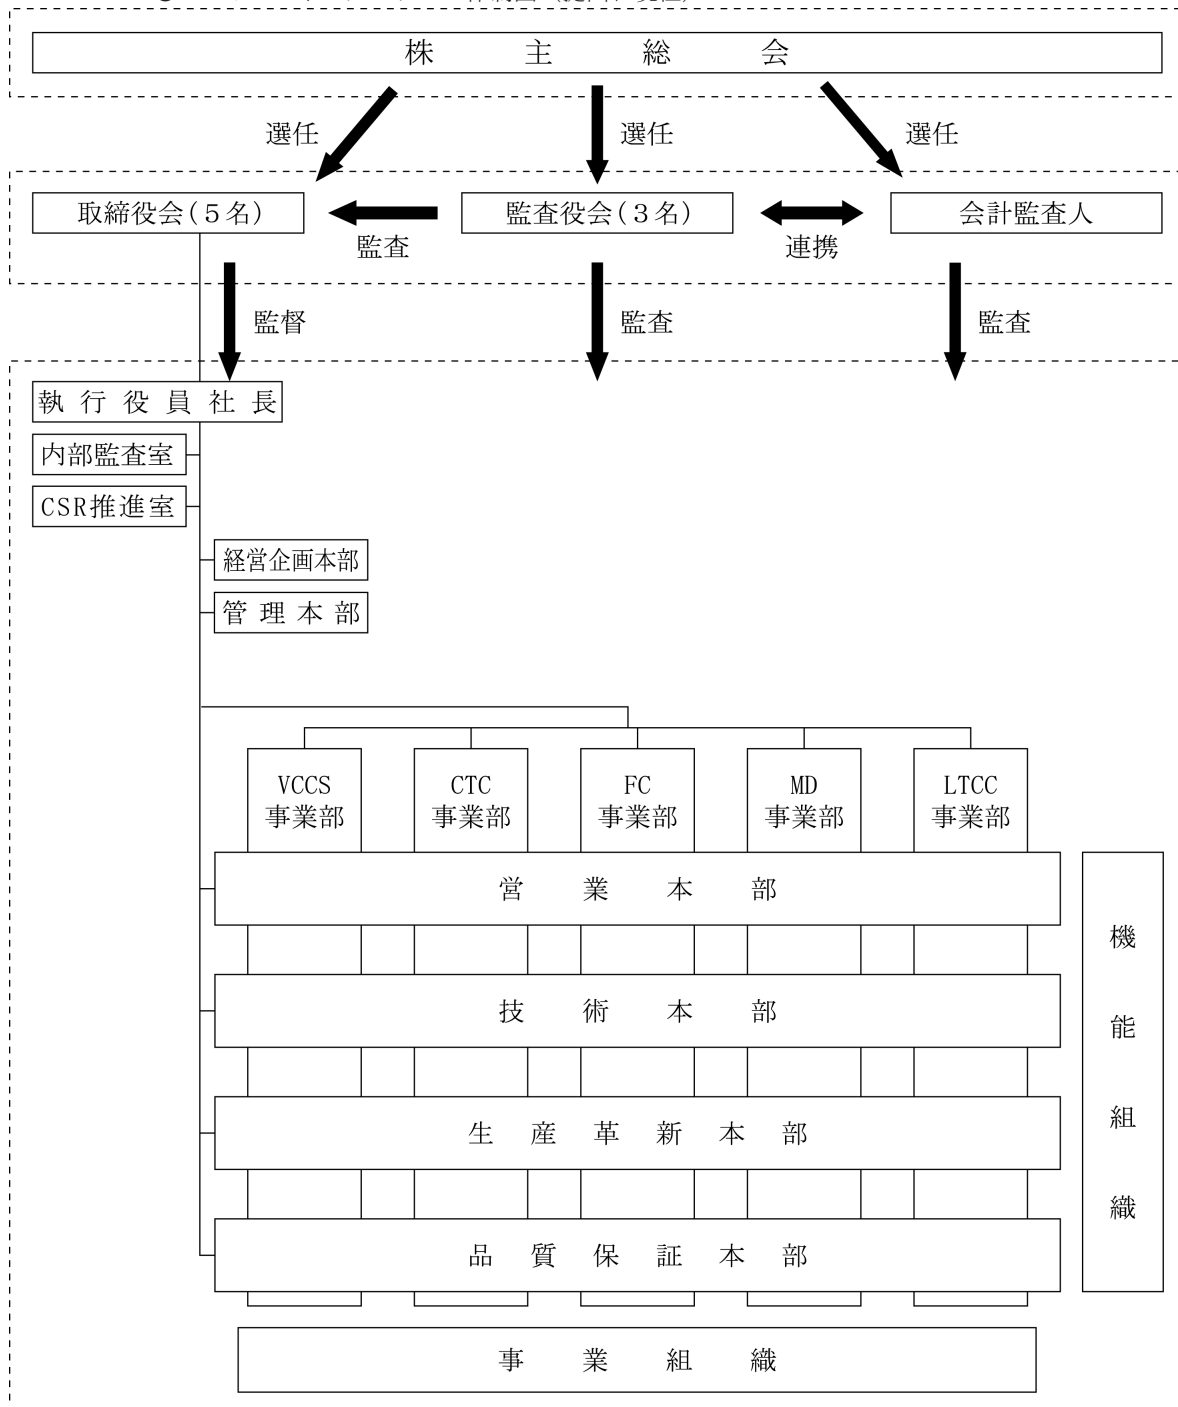 株主総会
選任 選任 選任
取締役会(5名) 監査役会(3名) 会計監査人
監査 連携
監督 監査 監査
執行役員社長
内部監査室
CSR推進室
経営企画本部
管理本部
VCCS CTC FC MD LTCC
事業部 事業部 事業部 事業部 事業部
営業本部
技術本部
生産革新本部
品質保証本部
機能組織
事業組織